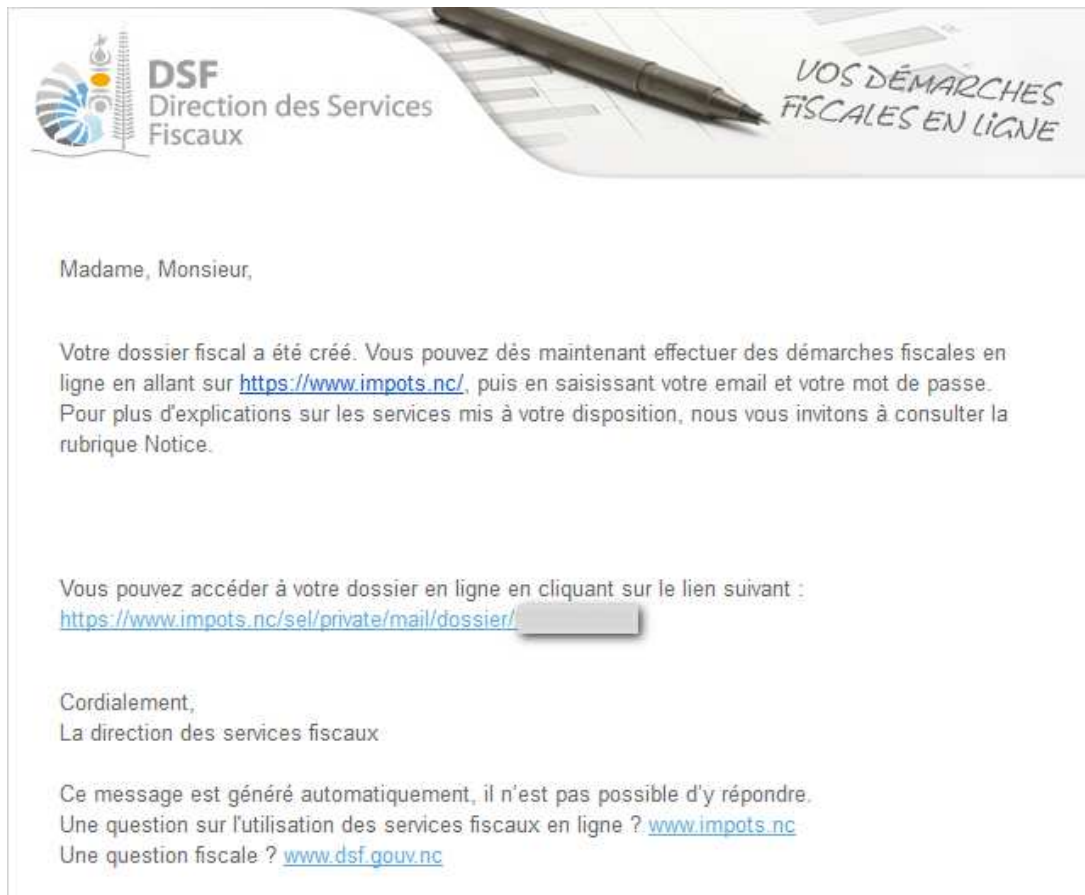 DSF
Direction des Services
Fiscaux
VOS DÉMARCHES
FISCALES EN LIGNE
Madame, Monsieur,
Votre dossier fiscal a été créé. Vous pouvez dès maintenant effectuer des démarches fiscales en
ligne en allant sur https://www.impots.nc/, puis en saisissant votre email et votre mot de passe.
Pour plus d'explications sur les services mis à votre disposition, nous vous invitons à consulter la
rubrique Notice.
Vous pouvez accéder à votre dossier en ligne en cliquant sur le lien suivant :
https://www.impots.nc/sel/private/mail/dossier/
Cordialement,
La direction des services fiscaux
Ce message est généré automatiquement, il n'est pas possible d'y répondre.
Une question sur l'utilisation des services fiscaux en ligne ? www.impots.nc
Une question fiscale ? www.dsf.gouv.nc